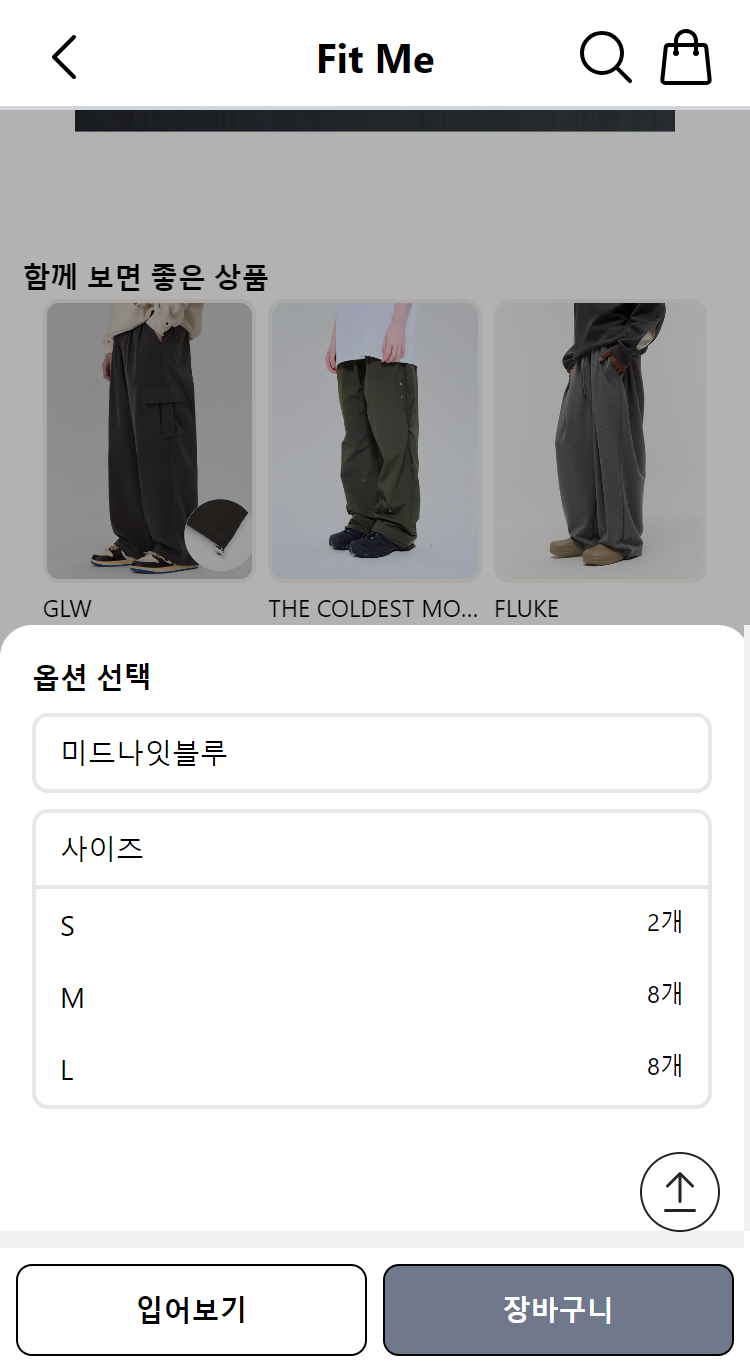 Fit Me
함께 보면 좋은 상품
GLW
THE COLDEST MO...
FLUKE
옵션 선택
미드나잇블루
사이즈
S 2개
M 8개
L 8개
입어보기
장바구니